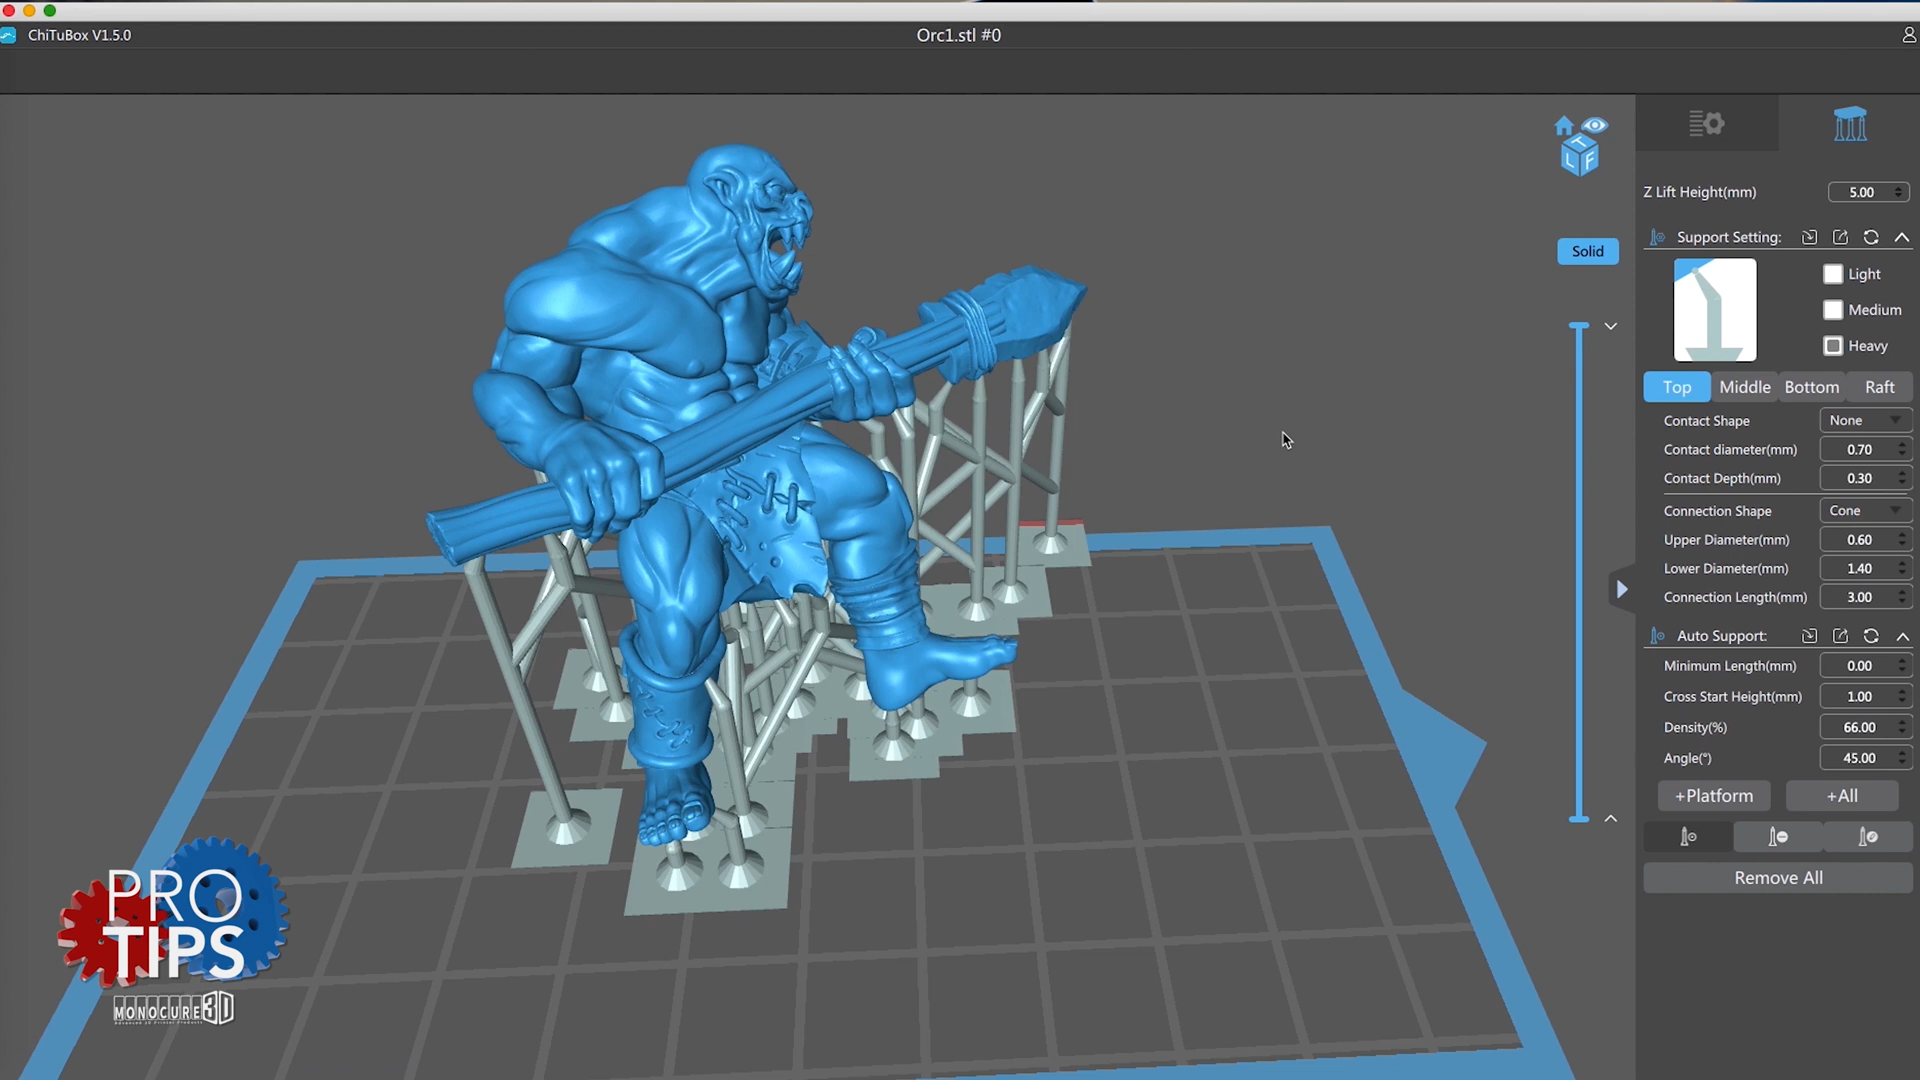 ChiTuBox V1.5.0
Orc1.stl #0
T
L F
Solid
Z Lift Height(mm) 5.00
Support Setting:
Light
Medium
Heavy
Top Middle Bottom Raft
Contact Shape None
Contact diameter(mm) 0.70
Contact Depth(mm) 0.30
Connection Shape Cone
Upper Diameter(mm) 0.60
Lower Diameter(mm) 1.40
Connection Length(mm) 3.00
Auto Support:
Minimum Length(mm) 0.00
Cross Start Height(mm) 1.00
Density(%) 66.00
Angle(°) 45.00
+Platform +All
Remove All
PRO
TIPS
MONOCURE3D
Advanced 3D Printer Products